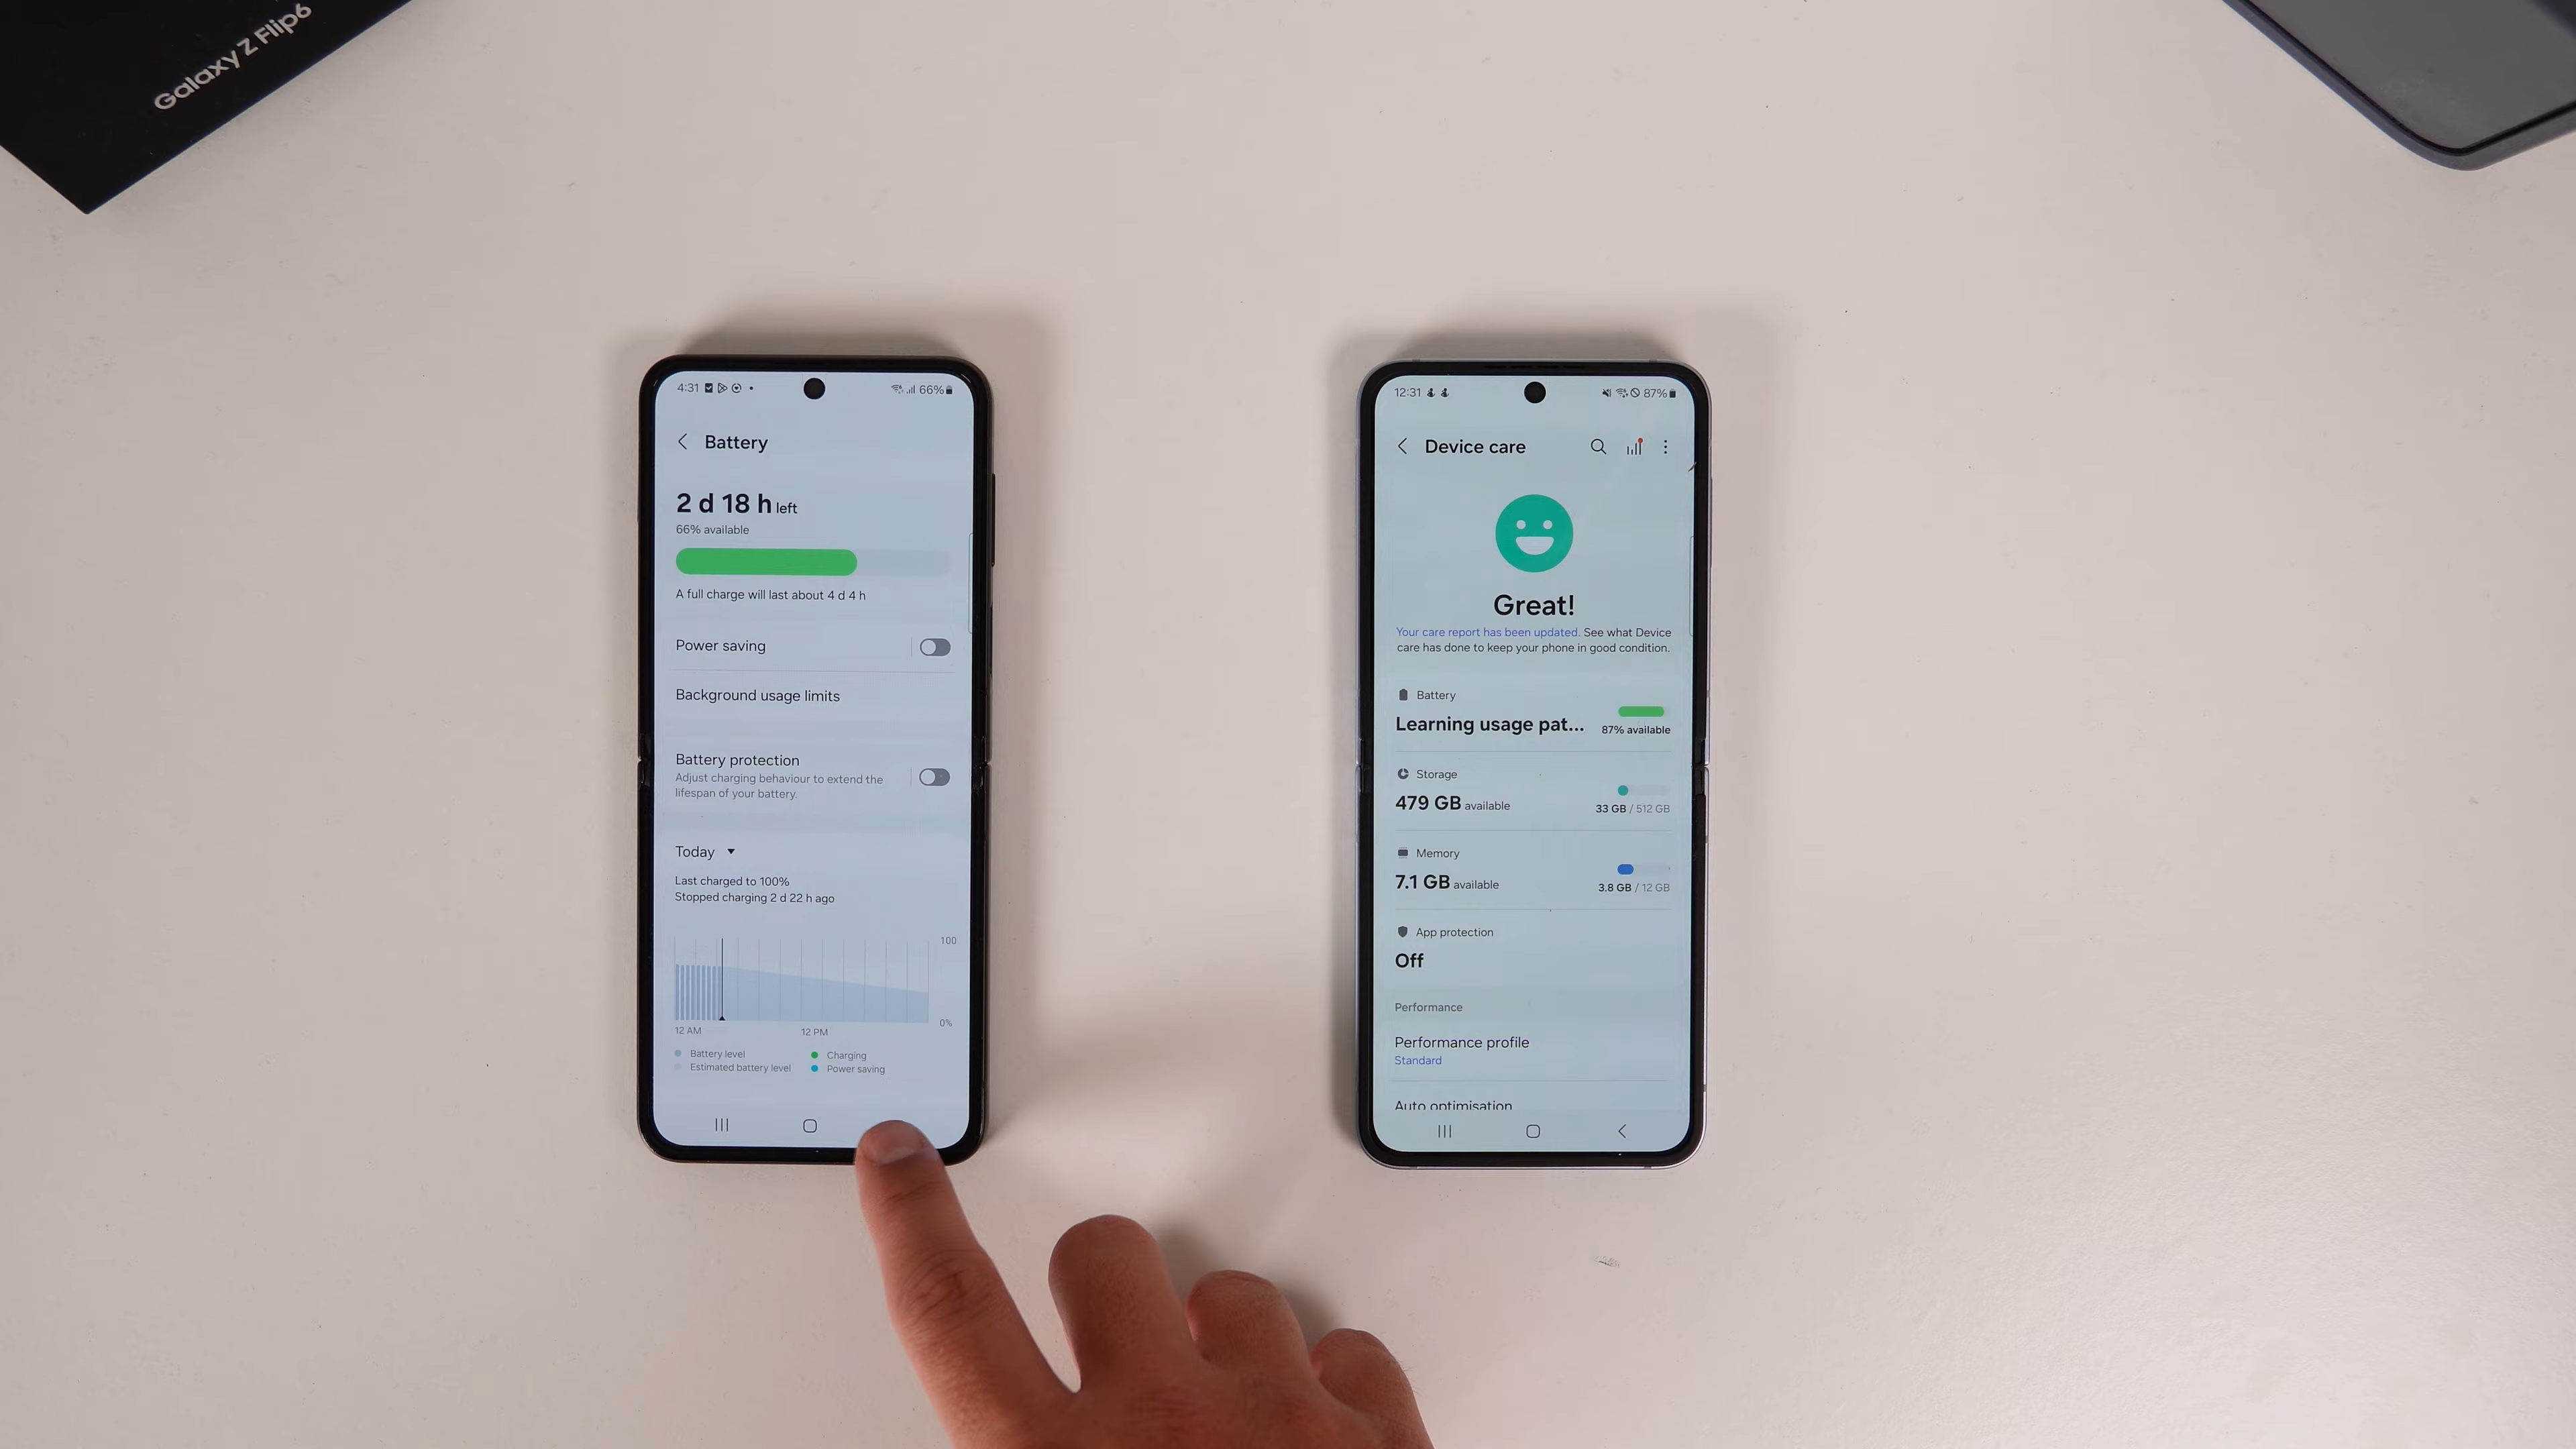 Galaxy Z Flip6
4:31
66%
Battery
2 d 18 h left
66% available
A full charge will last about 4 d 4 h
Power saving
Background usage limits
Battery protection
Adjust charging behaviour to extend the
lifespan of your battery.
Today
Last charged to 100%
Stopped charging 2 d 22 h ago
100
0%
12 AM
12 PM
Battery level
Charging
Estimated battery level
Power saving
12:31
87%
Device care
Great!
Your care report has been updated. See what Device
care has done to keep your phone in good condition.
Battery
Learning usage pat...
87% available
Storage
479 GB available
33 GB / 512 GB
Memory
7.1 GB available
3.8 GB / 12 GB
App protection
Off
Performance
Performance profile
Standard
Auto optimisation